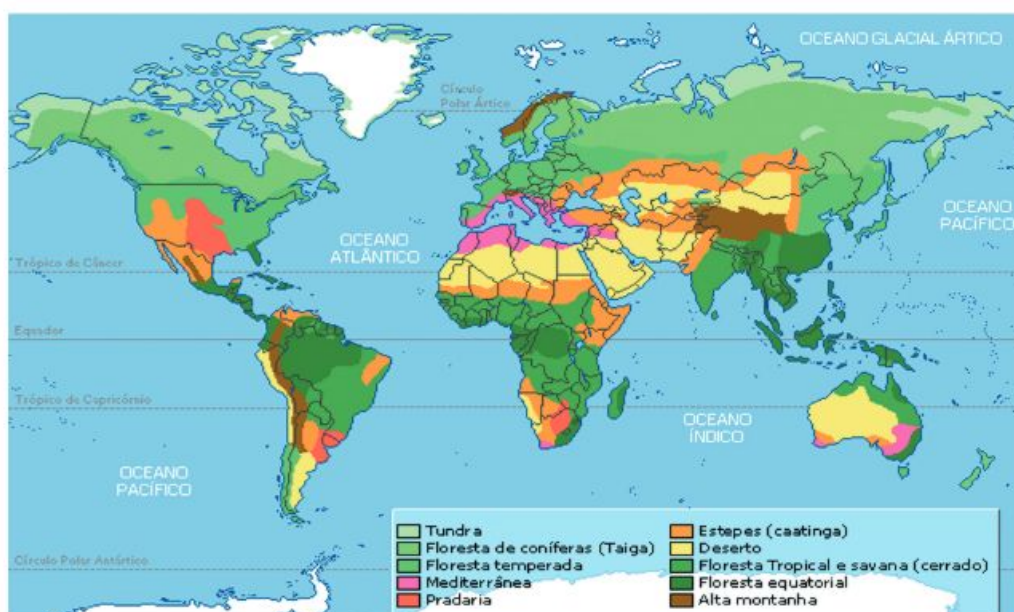 OCEANO GLACIAL ÁRTICO
Círculo
Polar Ártico
OCEANO
PACÍFICO
OCEANO
ATLÂNTICO
Trópico de Câncer
Equador
Trópico de Capricórnio
OCEANO
ÍNDICO
OCEANO
PACÍFICO
Círculo Polar Antártico
Tundra
Floresta de coníferas (Taiga)
Floresta temperada
Mediterrânea
Pradaria
Estepes (caatinga)
Deserto
Floresta Tropical e savana (cerrado)
Floresta equatorial
Alta montanha